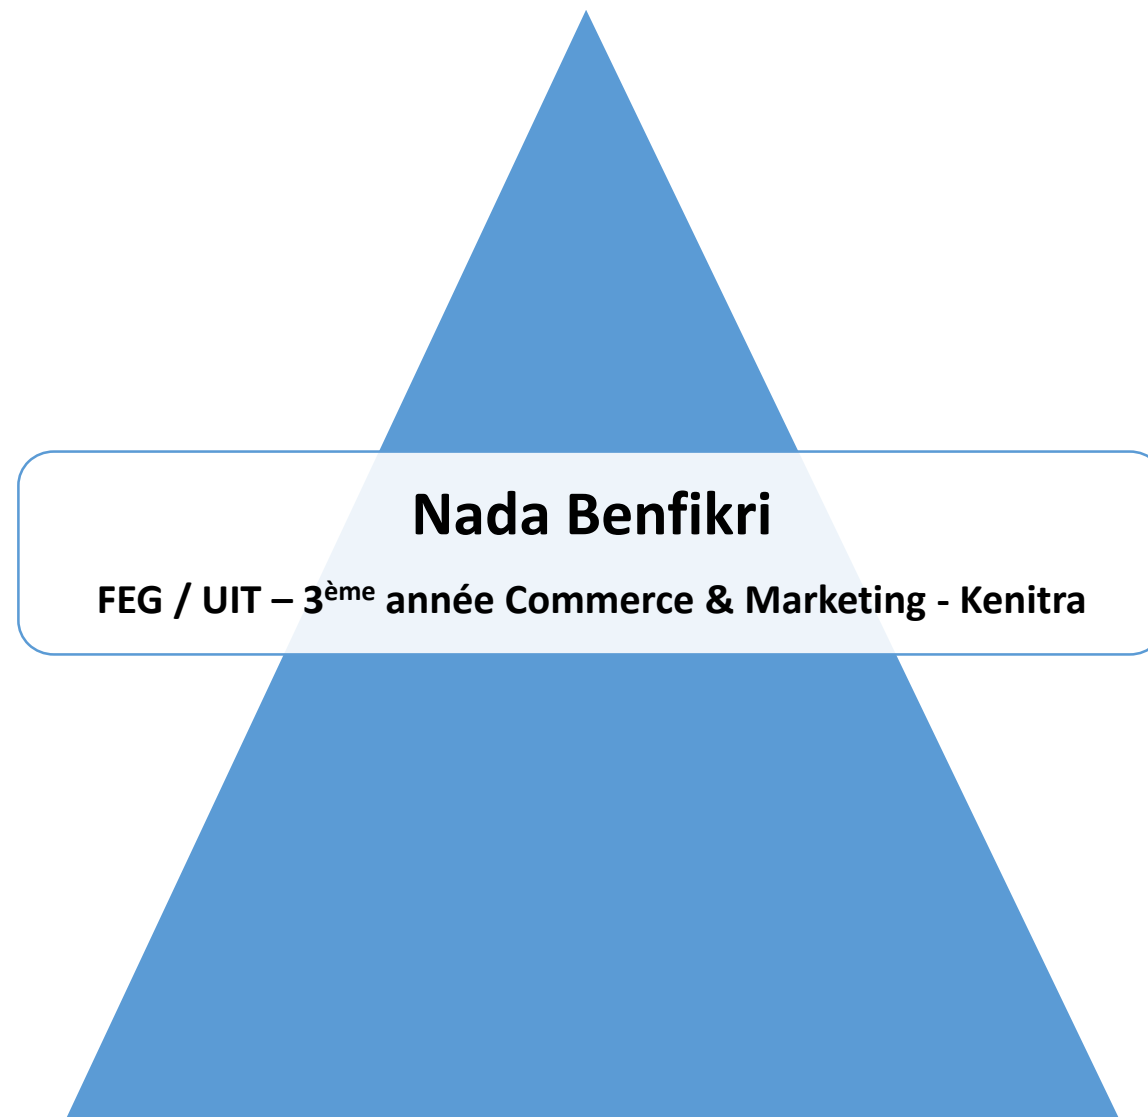 Nada Benfikri
FEG / UIT – 3ème année Commerce & Marketing - Kenitra